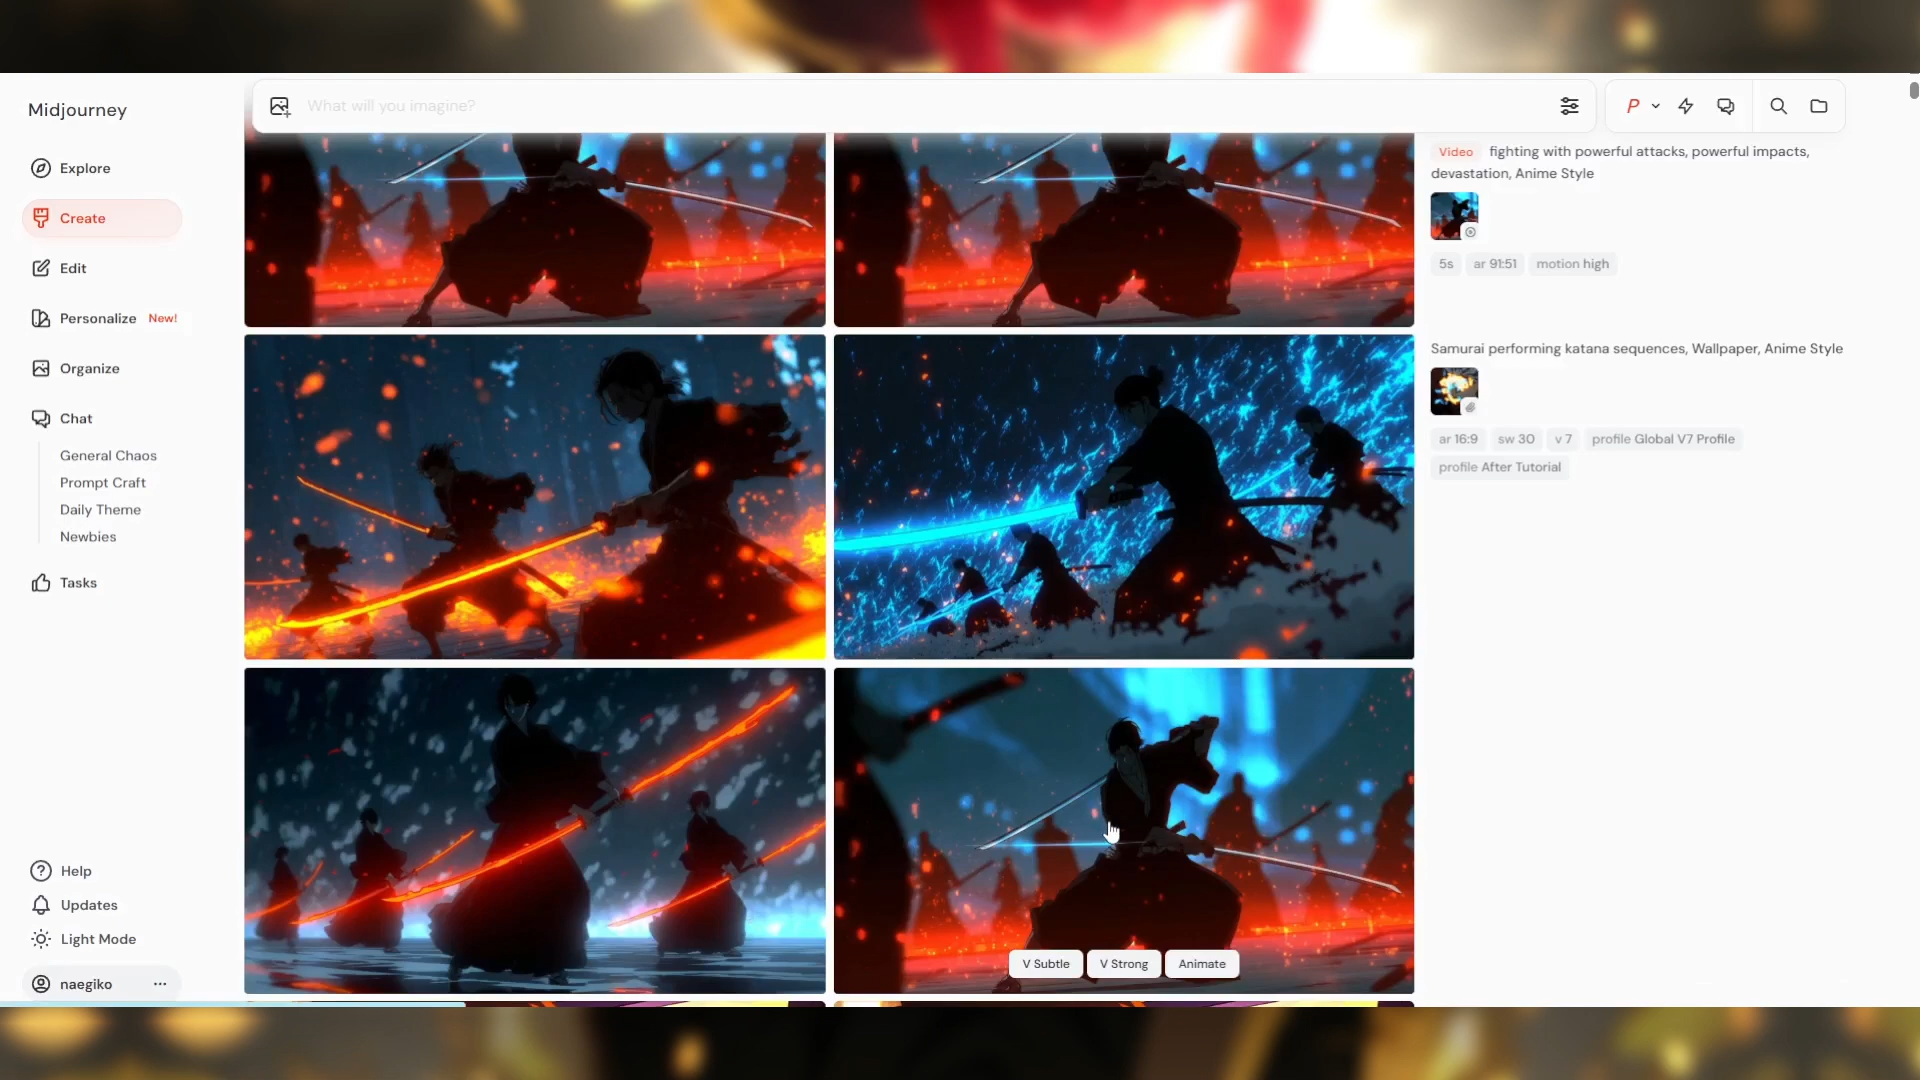 Midjourney
What will you imagine?
P
Explore
Create
Edit
Personalize New!
Organize
Chat
General Chaos
Prompt Craft
Daily Theme
Newbies
Tasks
Help
Updates
Light Mode
naegiko
Video fighting with powerful attacks, powerful impacts,
devastation, Anime Style
5s ar 91:51 motion high
Samurai performing katana sequences, Wallpaper, Anime Style
ar 16:9 sw 30 v 7 profile Global V7 Profile
profile After Tutorial
V Subtle V Strong Animate